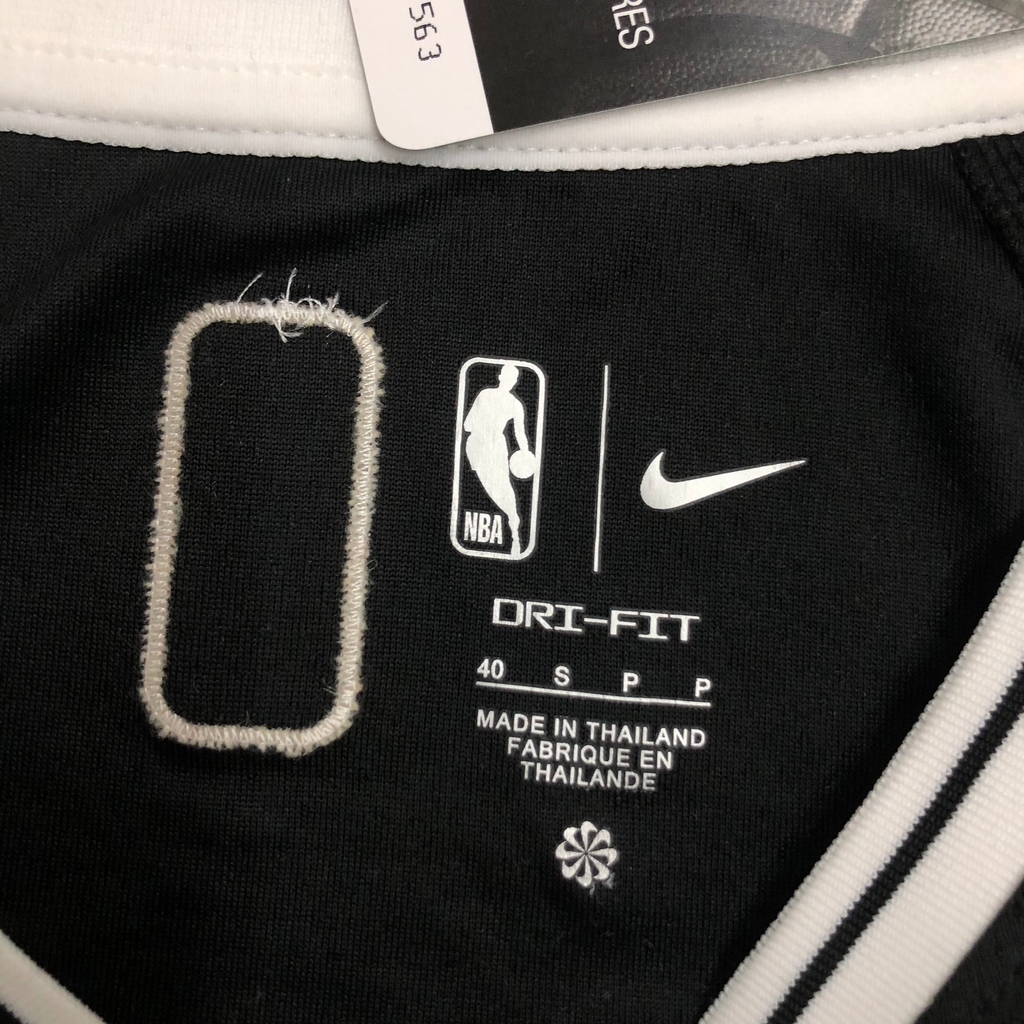 563
RES
NBA
DRI-FIT
40 S P P
MADE IN THAILAND
FABRIQUE EN
THAILANDE